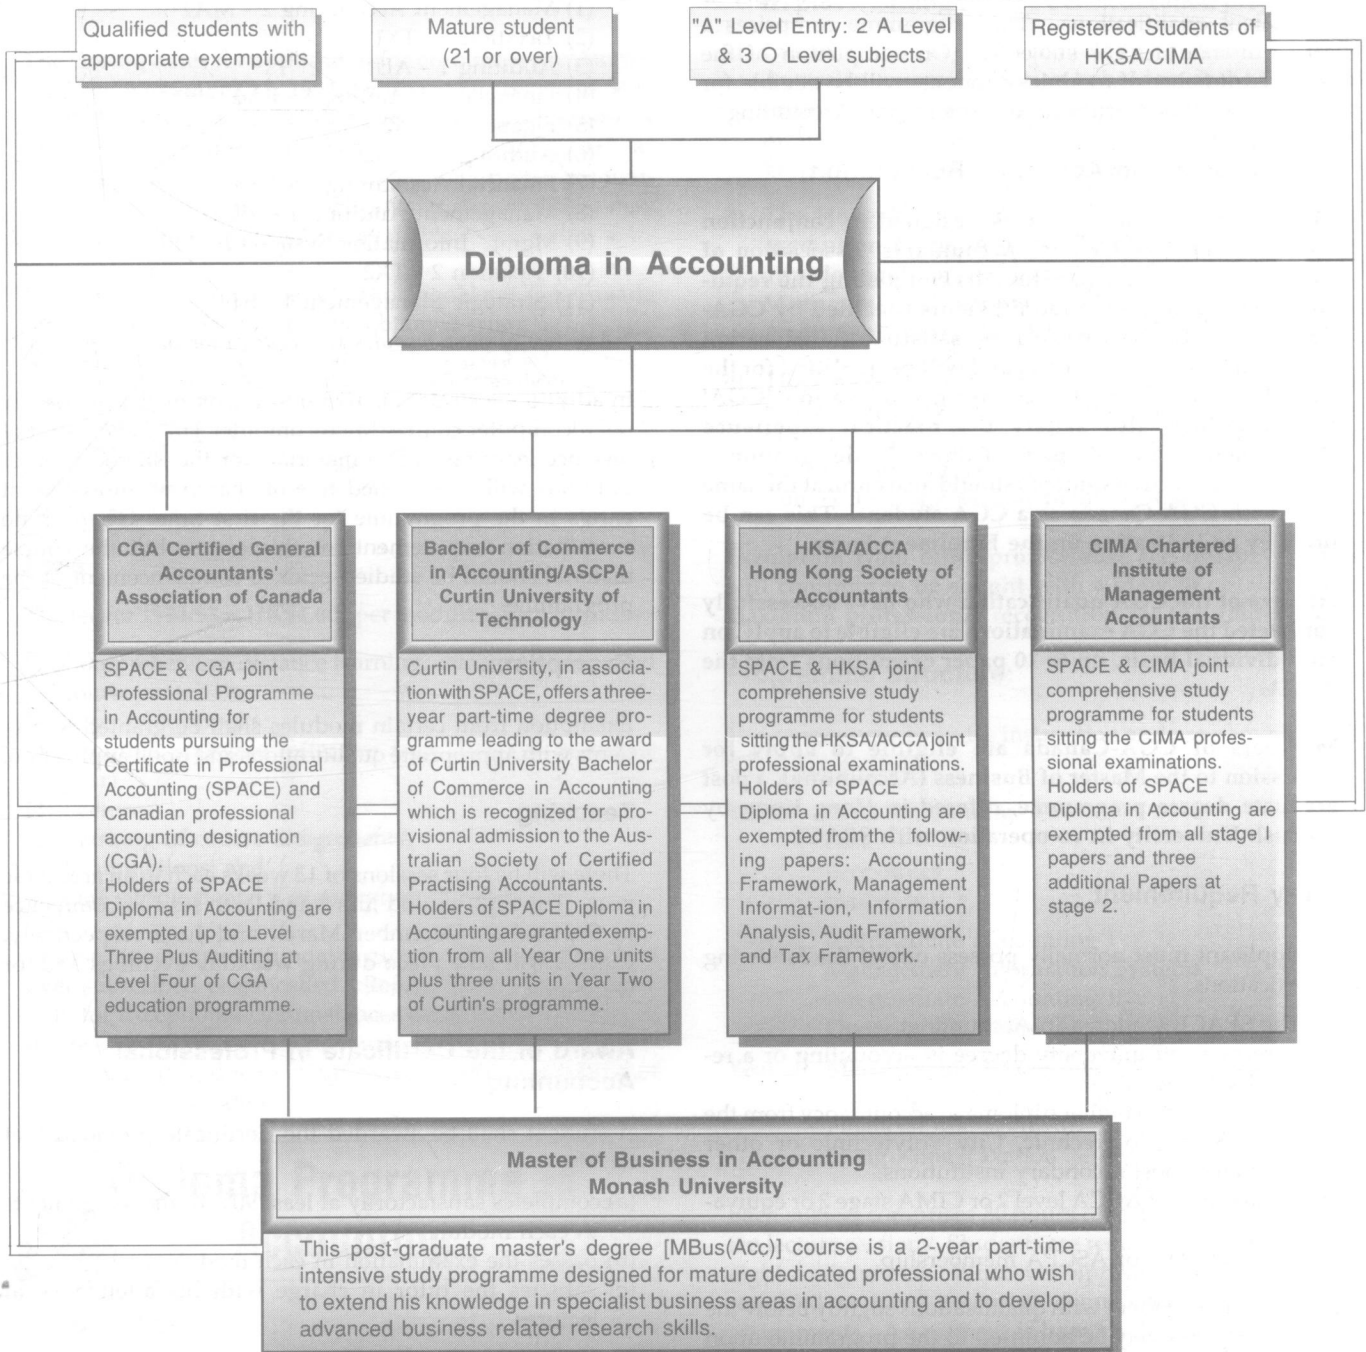 Qualified students with
appropriate exemptions
Mature student
(21 or over)
"A" Level Entry: 2 A Level
& 3 O Level subjects
Registered Students of
HKSA/CIMA
Diploma in Accounting
CGA Certified General
Accountants'
Association of Canada
SPACE & CGA joint
Professional Programme
in Accounting for
student pursuing the
Certificate in Professional
Accounting (SPACE) and
Canadian professional
accounting designation
(CGA).
Holders of SPACE
Diploma in Accounting are
exempted up to Level
Three Plus Auditing at
Level Four of CGA
education programme.
Bachelor of Commerce
in Accounting/ASCPA
Curtin University of
Technology
Curtin University, in associa-
tion with SPACE, offers a three-
year part-time degree pro-
gramme leading to the award
of Curtin University Bachelor
of Commerce in Accounting
which is recognized for pro-
visional admission to the Aus-
tralian Society of Certified
Practising Accountants.
Holders of SPACE Diploma in
Accounting are granted exemp-
tion from all Year One units
plus three units in Year Two
of Curtin's programme.
HKSA/ACCA
Hong Kong Society of
Accountants
SPACE & HKSA joint
comprehensive study
programme for students
sitting the HKSA/ACCA joint
professional examinations.
Holders of SPACE
Diploma in Accounting are
exempted from the follow-
ing papers: Accounting
Framework, Management
Informat-ion, Information
Analysis, Audit Framework,
and Tax Framework.
CIMA Chartered
Institute of
Management
Accountants
SPACE & CIMA joint
comprehensive study
programme for students
sitting the CIMA profes-
sional examinations.
Holders of SPACE
Diploma in Accounting are
exempted from all stage 1
papers and three
additional Papers at
stage 2.
Master of Business in Accounting
Monash University
This post-graduate master's degree [MBus(Acc)] course is a 2-year part-time
intensive study programme designed for mature dedicated professional who wish
to extend his knowledge in specialist business areas in accounting and to develop
advanced business related research skills.